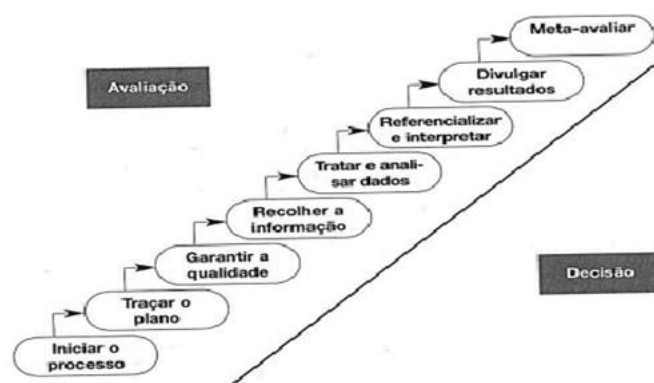 Meta-avaliar
Avaliação
Divulgar
resultados
Referencializar
e interpretar
Tratar e anali-
sar dados
Recolher a
informação
Garantir a
qualidade
Decisão
Traçar o
plano
Iniciar o
processo